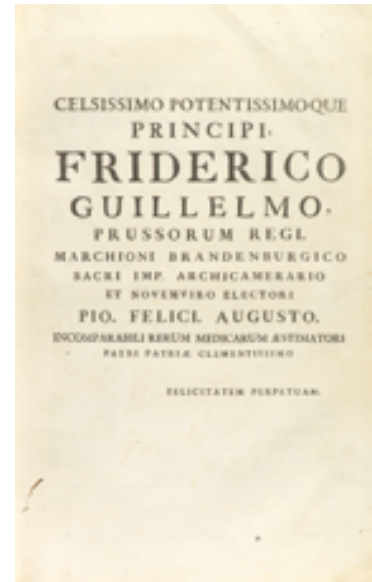 CELSISSIMO POTENTISSIMOQUE
PRINCIPI,
FRIDERICO
GUILLELMO,
PRUSSORUM REGI.
MARCHIONI BRANDENBURGICO
SACRI IMP. ARCHICAMERARIO
ET NOVEMVIRO ELECTORI
PIO. FELICI. AUGUSTO.
INCOMPARABILI RERUM MEDICARUM ÆSTIMATORI
PATRI PATRIÆ CLEMENTISSIMO
FELICITATEM PERPETUAM.